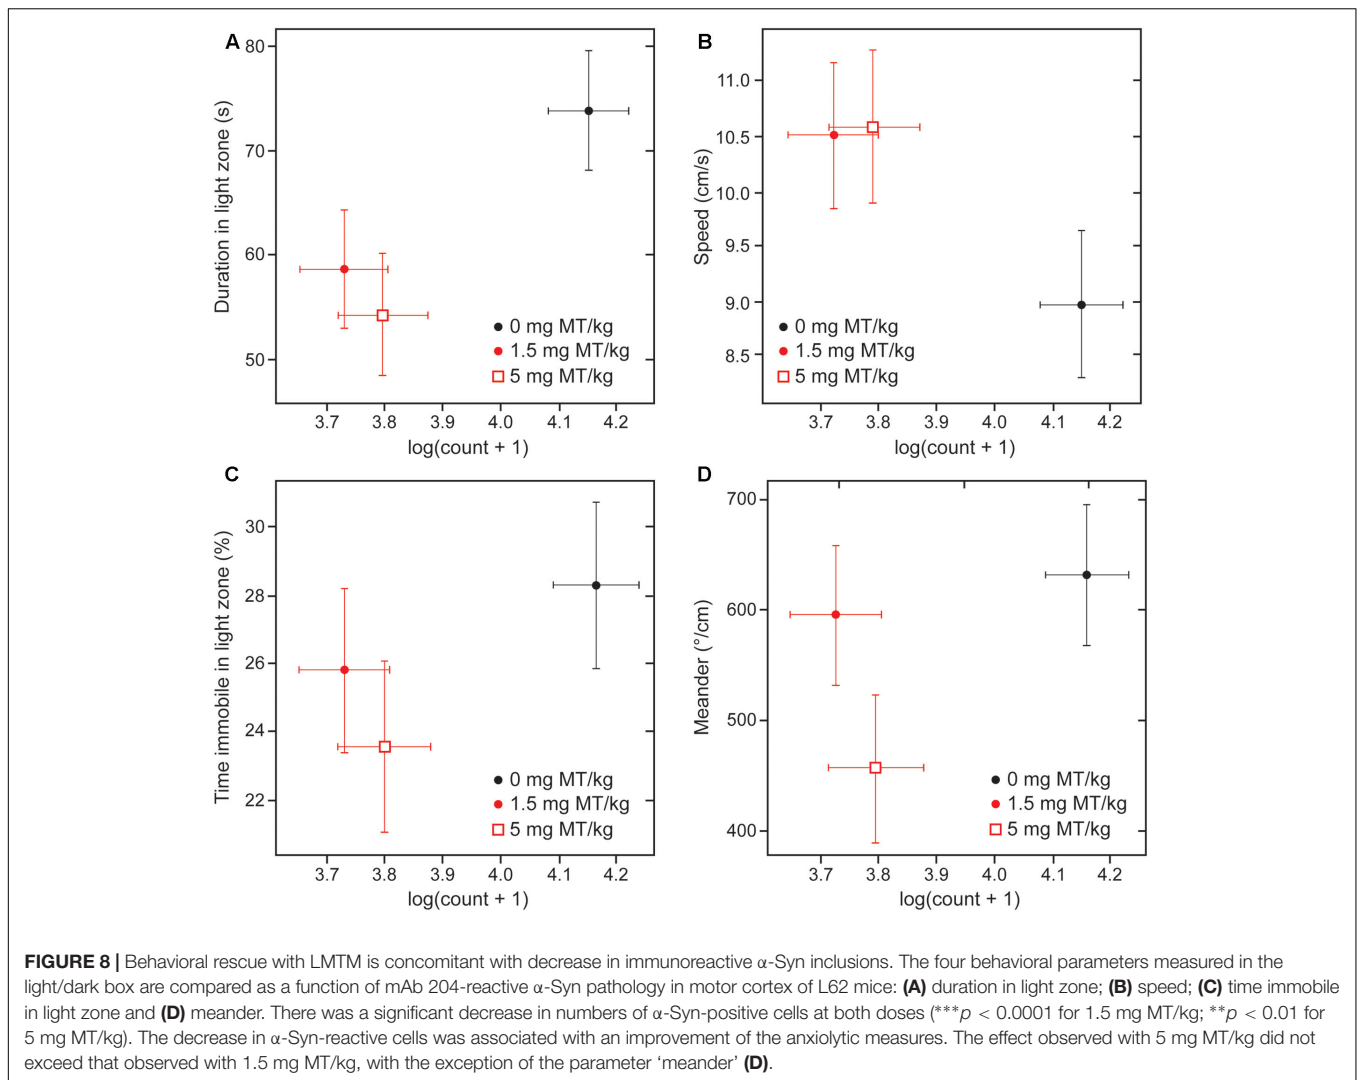 A
80
70
60
50
Duration in light zone (s)
0 mg MT/kg
1.5 mg MT/kg
5 mg MT/kg
3.7 3.8 3.9 4.0 4.1 4.2
log(count + 1)
B
11.0
10.5
10.0
9.5
9.0
8.5
Speed (cm/s)
0 mg MT/kg
1.5 mg MT/kg
5 mg MT/kg
3.7 3.8 3.9 4.0 4.1 4.2
log(count + 1)
C
30
28
26
24
22
Time immobile in light zone (%)
0 mg MT/kg
1.5 mg MT/kg
5 mg MT/kg
3.7 3.8 3.9 4.0 4.1 4.2
log(count + 1)
D
700
600
500
400
Meander (°/cm)
0 mg MT/kg
1.5 mg MT/kg
5 mg MT/kg
3.7 3.8 3.9 4.0 4.1 4.2
log(count + 1)
FIGURE 8 | Behavioral rescue with LMTM is concomitant with decrease in immunoreactive α-Syn inclusions. The four behavioral parameters measured in the
light/dark box are compared as a function of mAb 204-reactive α-Syn pathology in motor cortex of L62 mice: (A) duration in light zone; (B) speed; (C) time immobile
in light zone and (D) meander. There was a significant decrease in numbers of α-Syn-positive cells at both doses (***p < 0.0001 for 1.5 mg MT/kg; **p < 0.01 for
5 mg MT/kg). The decrease in α-Syn-reactive cells was associated with an improvement of the anxiolytic measures. The effect observed with 5 mg MT/kg did not
exceed that observed with 1.5 mg MT/kg, with the exception of the parameter ‘meander’ (D).